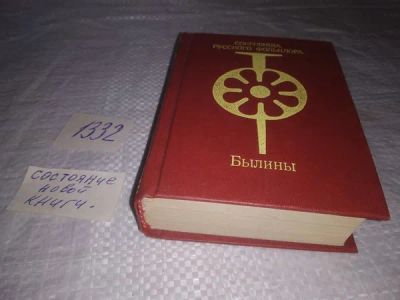 СОКРОВИЩА
РУССКОГО ФОЛЬКЛОРА
Былины
1332
СОСТОЯНИЕ
НОВОЙ
КНИГИ.